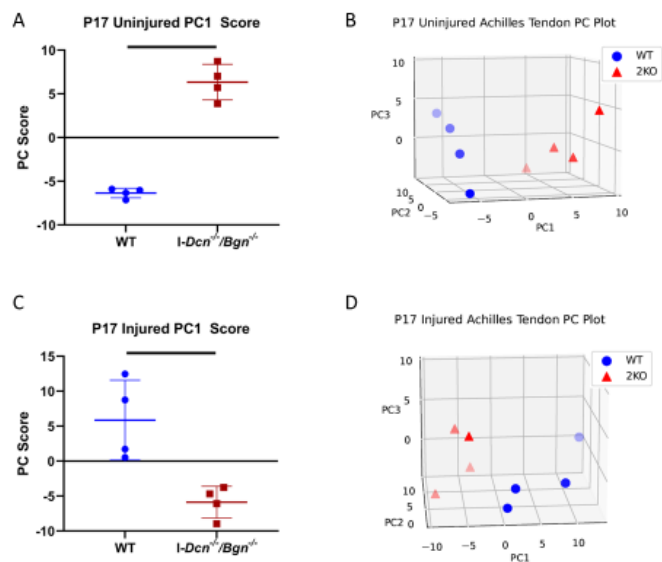 A
P17 Uninjured PC1 Score
PC Score
10
5
0
-5
-10
WT
I-Dcn-/-/Bgn-/-
B
P17 Uninjured Achilles Tendon PC Plot
WT
2KO
10
5
PC3
0
10
5
PC2 0
-5
-5
0
5
10
PC1
C
P17 Injured PC1 Score
PC Score
15
10
5
0
-5
-10
WT
I-Dcn-/-/Bgn-/-
D
P17 Injured Achilles Tendon PC Plot
WT
2KO
10
5
PC3
0
10
5
PC2 0
-10
-5
0
5
10
PC1